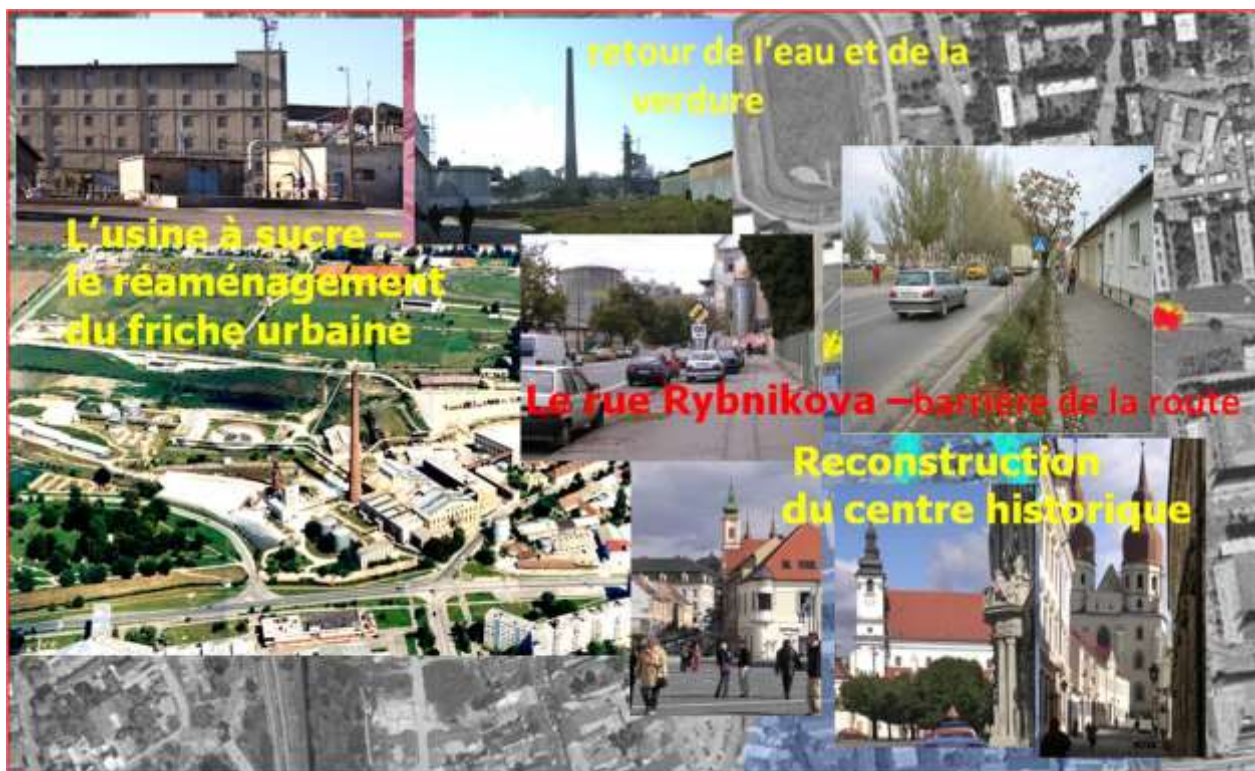 retour de l'eau et de la
verdure
L'usine à sucre –
le réaménagement
du friche urbaine
Le rue Rybnikova –barrière de la route
Reconstruction
du centre historique